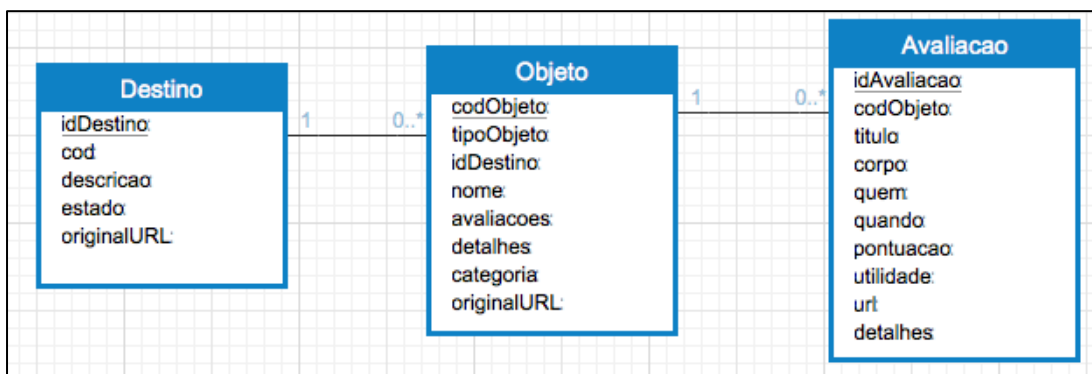 Destino
idDestino:
cod:
descricao:
estado:
originalURL:
1
0..*
Objeto
codObjeto:
tipoObjeto:
idDestino:
nome:
avaliacoes:
detalhes:
categoria:
originalURL:
1
0..*
Avaliacao
idAvaliacao:
codObjeto:
titulo:
corpo:
quem:
quando:
pontuacao:
utilidade:
url:
detalhes: